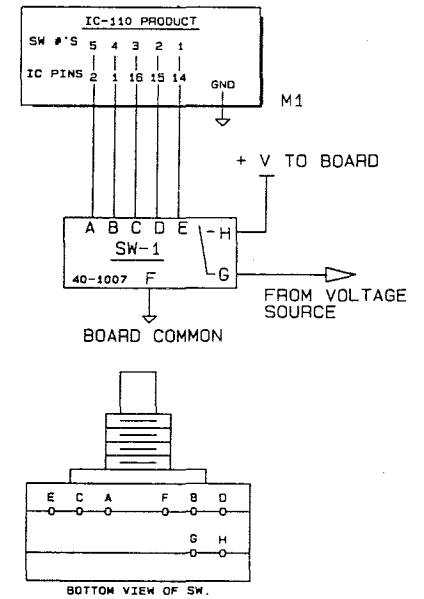 IC-110 PRODUCT
SW #'S 5 4 3 2 1
IC PINS 2 1 16 15 14
GND
M1
+ V TO BOARD
A B C D E H
SW-1
G
40-1007 F
FROM VOLTAGE
SOURCE
BOARD COMMON
E C A F B D
G H
BOTTOM VIEW OF SW.